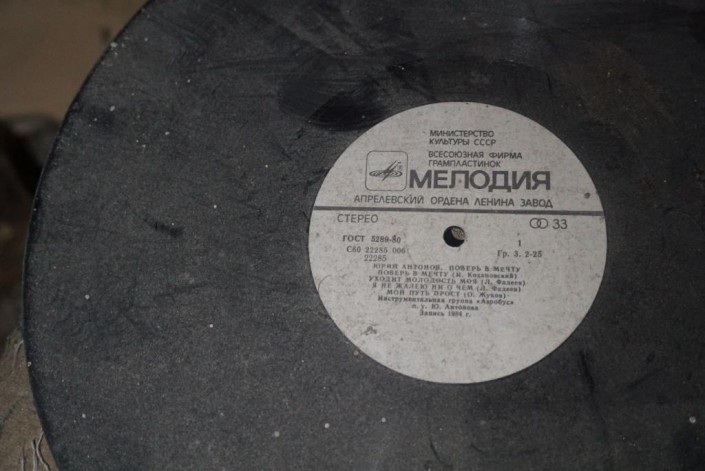 МИНИСТЕРСТВО
КУЛЬТУРЫ СССР
ВСЕСОЮЗНАЯ ФИРМА
ГРАМПЛАСТИНОК
МЕЛОДИЯ
АПРЕЛЕВСКИЙ ОРДЕНА ЛЕНИНА ЗАВОД
СТЕРЕО 33
ГОСТ 5289-80 1
С60 22285 006 Гр. 3. 2-25
22285
ЮРИЙ АНТОНОВ. ПОВЕРЬ В МЕЧТУ
ПОВЕРЬ В МЕЧТУ (И. Кохановский)
УХОДИТ МОЛОДОСТЬ МОЯ (Л. Фадеев)
Я НЕ ЖАЛЕЮ НИ О ЧЕМ (Л. Фадеев)
МОЙ ПУТЬ ПРОСТ (О. Жуков)
Инструментальная группа «Аэробус»
п. у. Ю. Антонова
Запись 1984 г.